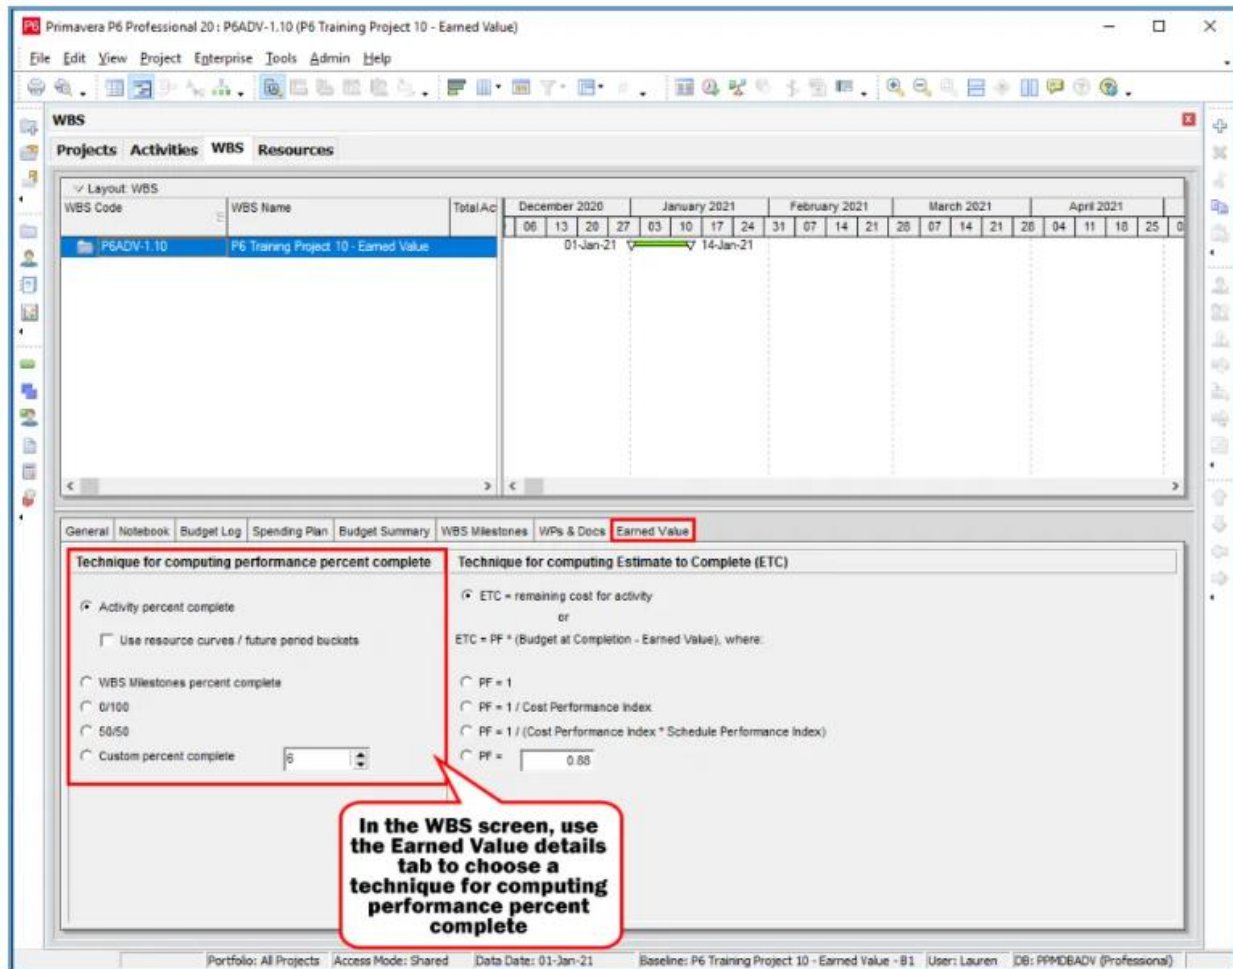 Primavera P6 Professional 20 : P6ADV-1.10 (P6 Training Project 10 - Earned Value)
File Edit View Project Enterprise Tools Admin Help
WBS
Projects Activities WBS Resources
Layout: WBS
WBS Code WBS Name Total Ac December 2020 January 2021 February 2021 March 2021 April 2021
06 13 20 27 03 10 17 24 31 07 14 21 28 07 14 21 28 04 11 18 25
P6ADV-1.10 P6 Training Project 10 - Earned Value 01-Jan-21 14-Jan-21
General Notebook Budget Log Spending Plan Budget Summary WBS Milestones WPs & Docs Earned Value
Technique for computing performance percent complete Technique for computing Estimate to Complete (ETC)
Activity percent complete ETC = remaining cost for activity
or
Use resource curves / future period buckets ETC = PF * (Budget at Completion - Earned Value), where:
WBS Milestones percent complete PF = 1
0/100 PF = 1 / Cost Performance Index
50/50 PF = 1 / (Cost Performance Index * Schedule Performance Index)
Custom percent complete 6 PF = 0.88
In the WBS screen, use
the Earned Value details
tab to choose a
technique for computing
performance percent
complete
Portfolio: All Projects Access Mode: Shared Data Date: 01-Jan-21 Baseline: P6 Training Project 10 - Earned Value - B1 User: Lauren DB: PPMDBADV (Professional)